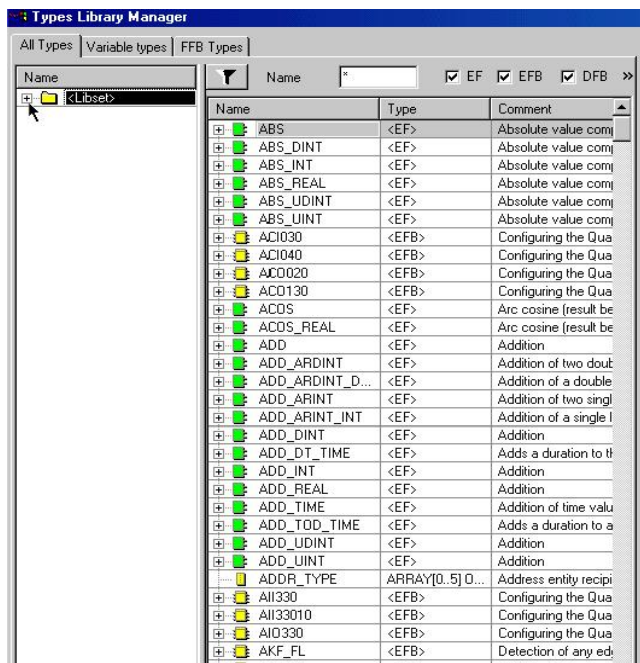 Types Library Manager
All Types Variable types FFB Types
Name
<Libset>
Name * EF EFB DFB »
Name Type Comment
ABS <EF> Absolute value comp
ABS_DINT <EF> Absolute value comp
ABS_INT <EF> Absolute value comp
ABS_REAL <EF> Absolute value comp
ABS_UDINT <EF> Absolute value comp
ABS_UINT <EF> Absolute value comp
ACI030 <EFB> Configuring the Qua
ACI040 <EFB> Configuring the Qua
ACO020 <EFB> Configuring the Qua
ACO130 <EFB> Configuring the Qua
ACOS <EF> Arc cosine (result be
ACOS_REAL <EF> Arc cosine (result be
ADD <EF> Addition
ADD_ARDINT <EF> Addition of two doub
ADD_ARDINT_D... <EF> Addition of a double
ADD_ARINT <EF> Addition of two singl
ADD_ARINT_INT <EF> Addition of a single l
ADD_DINT <EF> Addition
ADD_DT_TIME <EF> Adds a duration to th
ADD_INT <EF> Addition
ADD_REAL <EF> Addition
ADD_TIME <EF> Addition of time valu
ADD_TOD_TIME <EF> Adds a duration to a
ADD_UDINT <EF> Addition
ADD_UINT <EF> Addition
ADDR_TYPE ARRAY[0..5] O... Address entity recipi
AII330 <EFB> Configuring the Qua
AII33010 <EFB> Configuring the Qua
AIO330 <EFB> Configuring the Qua
AKF_FL <EFB> Detection of any edg